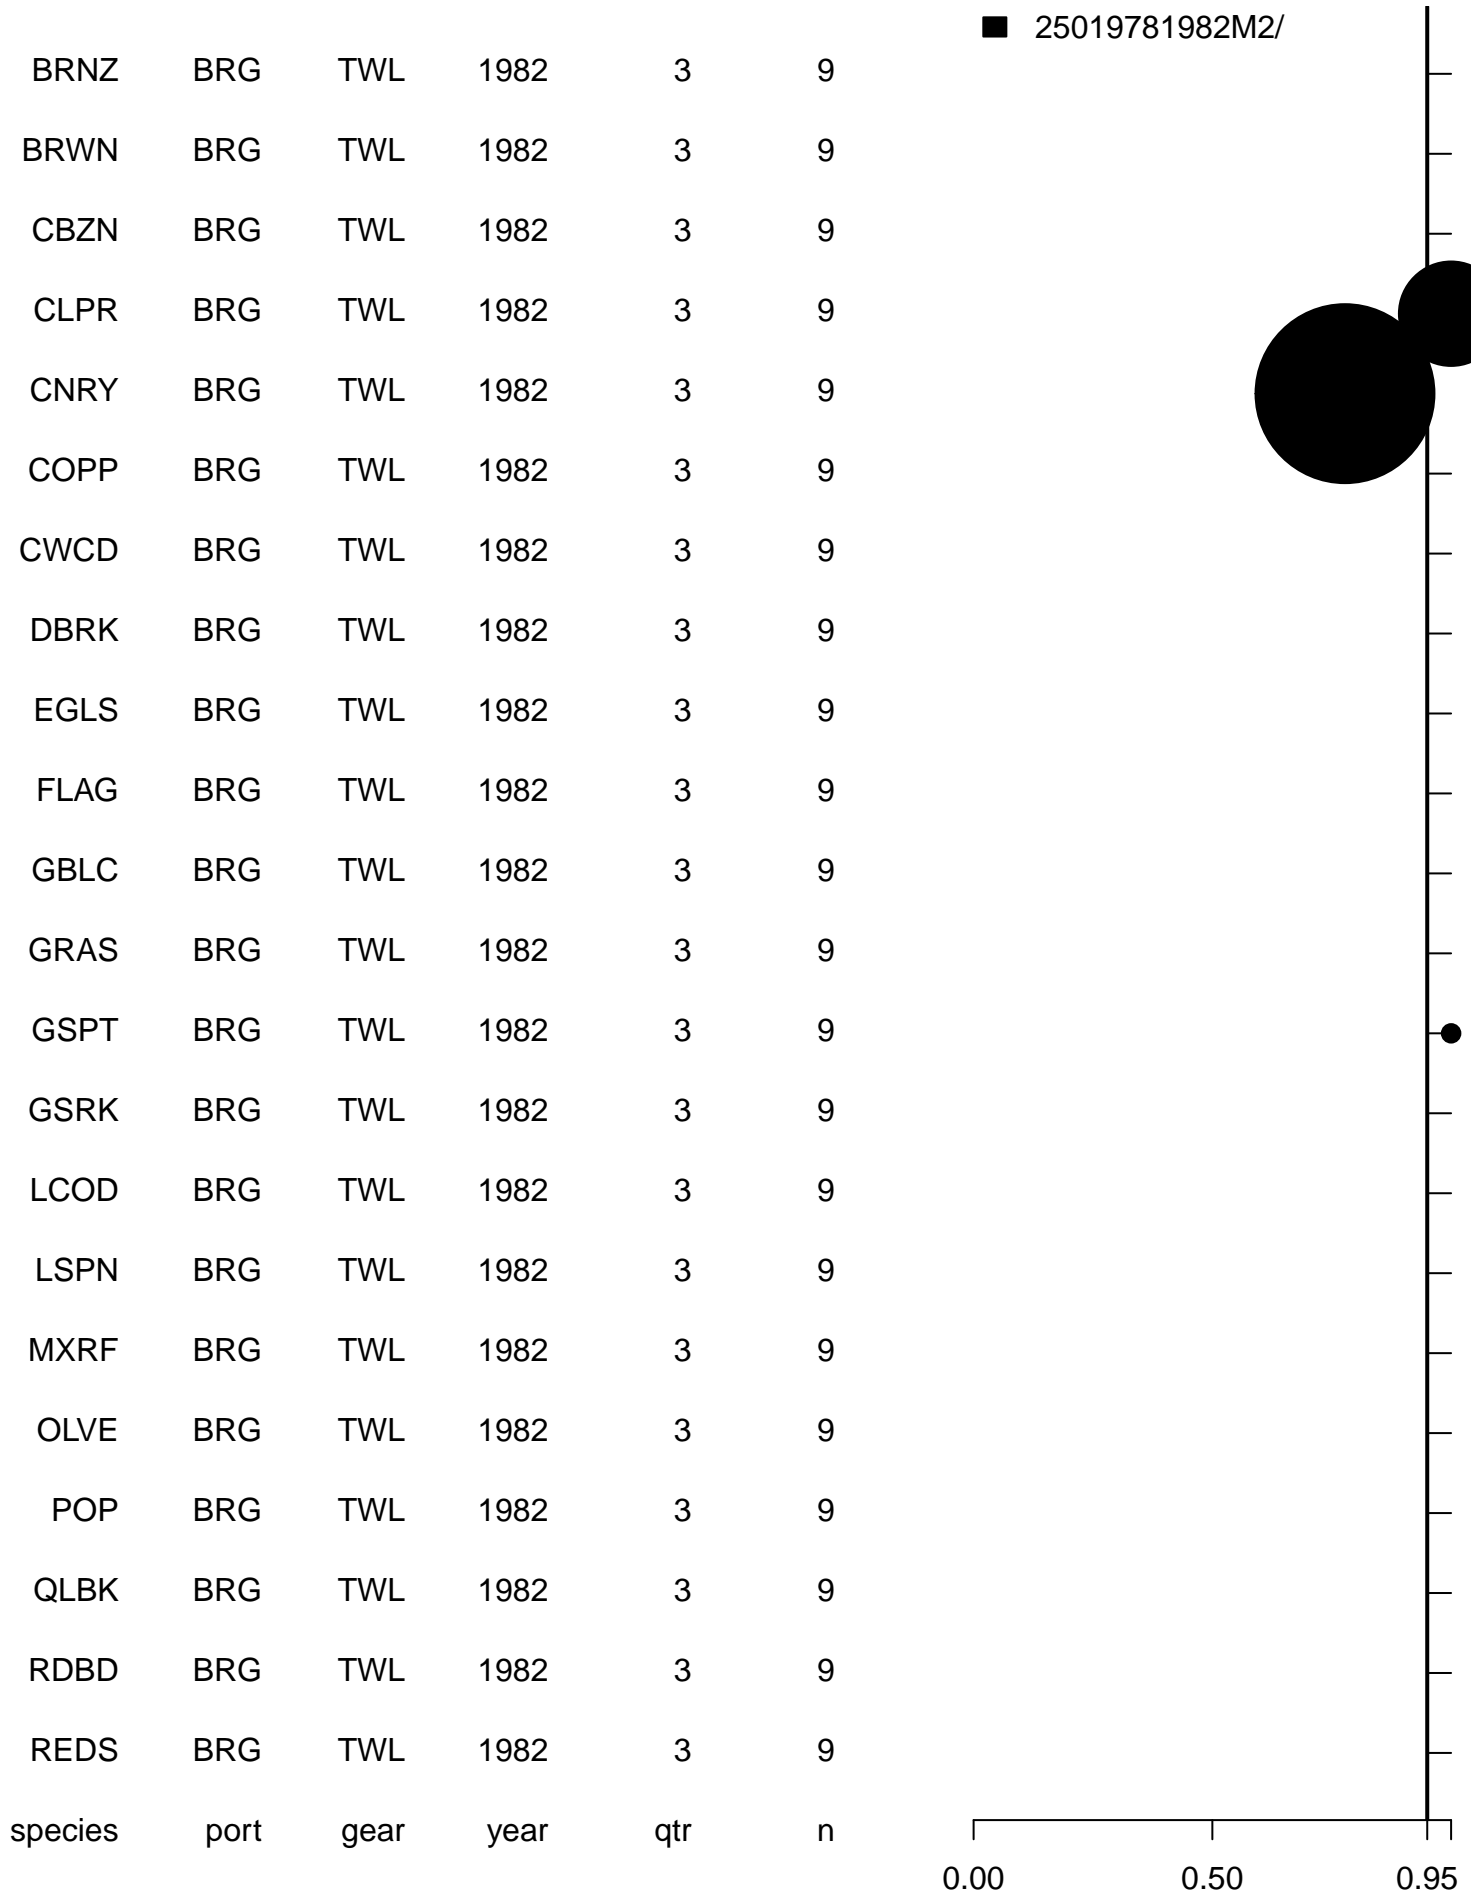 25019781982M2/
BRNZ BRG TWL 1982 3 9
BRWN BRG TWL 1982 3 9
CBZN BRG TWL 1982 3 9
CLPR BRG TWL 1982 3 9
CNRY BRG TWL 1982 3 9
COPP BRG TWL 1982 3 9
CWCD BRG TWL 1982 3 9
DBRK BRG TWL 1982 3 9
EGLS BRG TWL 1982 3 9
FLAG BRG TWL 1982 3 9
GBLC BRG TWL 1982 3 9
GRAS BRG TWL 1982 3 9
GSPT BRG TWL 1982 3 9
GSRK BRG TWL 1982 3 9
LCOD BRG TWL 1982 3 9
LSPN BRG TWL 1982 3 9
MXRF BRG TWL 1982 3 9
OLVE BRG TWL 1982 3 9
POP BRG TWL 1982 3 9
QLBK BRG TWL 1982 3 9
RDBD BRG TWL 1982 3 9
REDS BRG TWL 1982 3 9
species port gear year qtr n
0.00 0.50 0.95